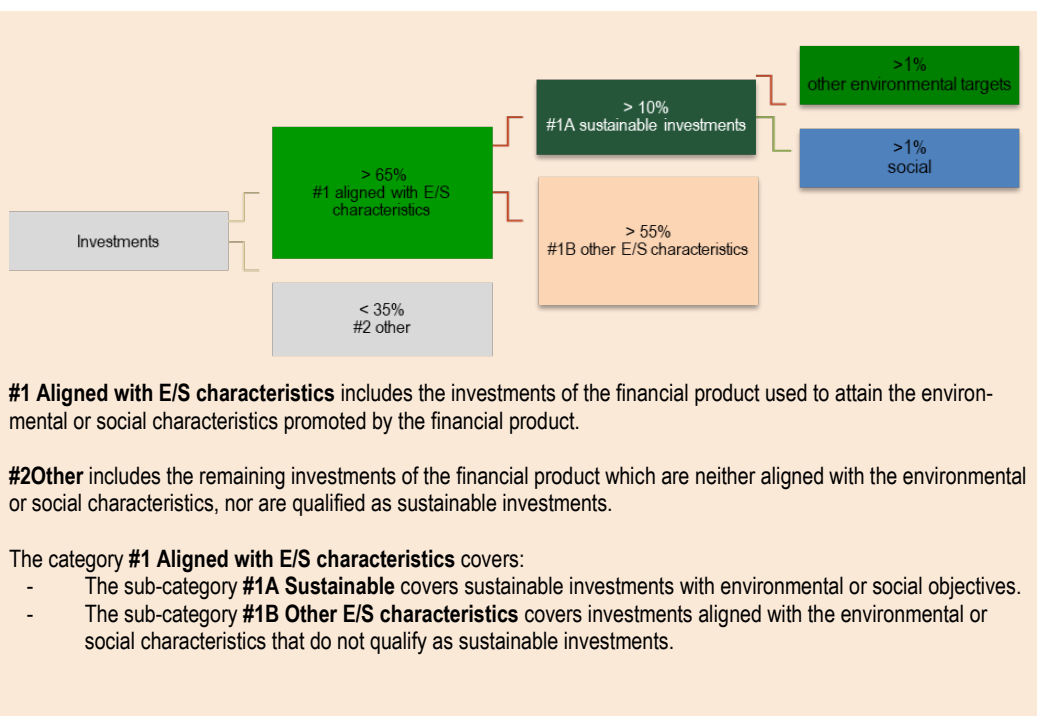 >1%
other environmental targets
> 10%
#1A sustainable investments
>1%
social
> 65%
#1 aligned with E/S
characteristics
> 55%
#1B other E/S characteristics
Investments
< 35%
#2 other
#1 Aligned with E/S characteristics includes the investments of the financial product used to attain the environ-
mental or social characteristics promoted by the financial product.
#2Other includes the remaining investments of the financial product which are neither aligned with the environmental
or social characteristics, nor are qualified as sustainable investments.
The category #1 Aligned with E/S characteristics covers:
- The sub-category #1A Sustainable covers sustainable investments with environmental or social objectives.
- The sub-category #1B Other E/S characteristics covers investments aligned with the environmental or
social characteristics that do not qualify as sustainable investments.